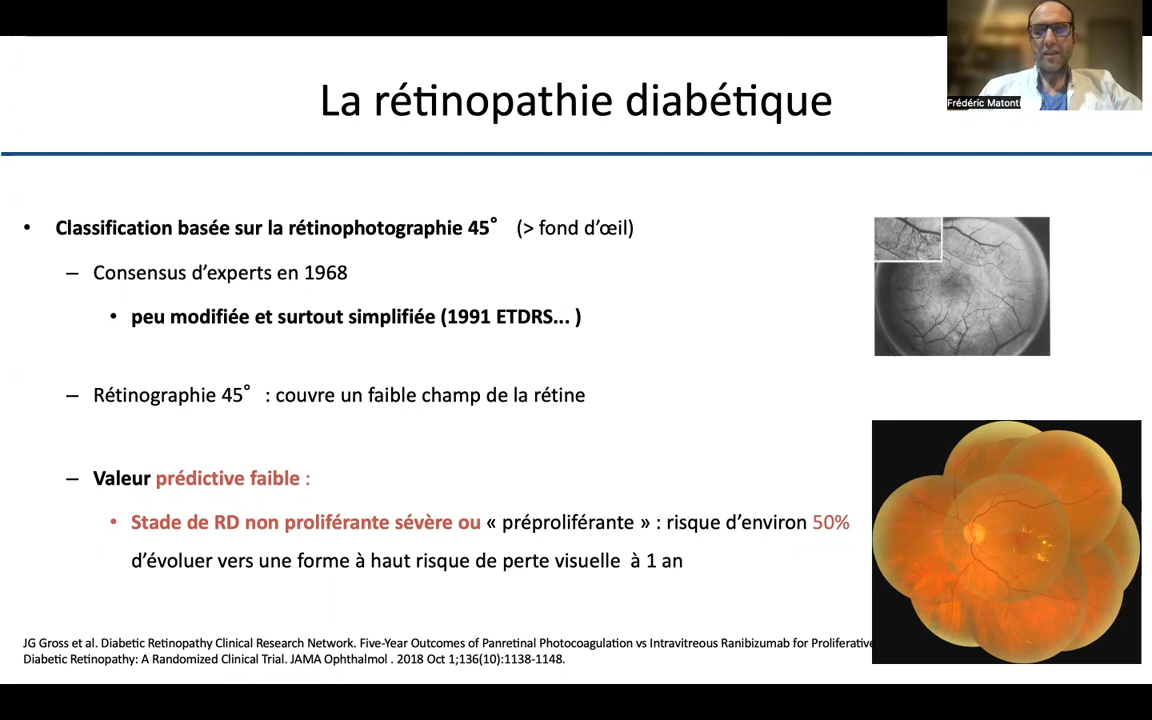 La rétinopathie diabétique
Frédéric Matonti
• Classification basée sur la rétinophotographie 45° (> fond d’œil)
– Consensus d’experts en 1968
• peu modifiée et surtout simplifiée (1991 ETDRS... )
– Rétinographie 45° : couvre un faible champ de la rétine
– Valeur prédictive faible :
• Stade de RD non proliférante sévère ou « préproliférante » : risque d’environ 50%
d’évoluer vers une forme à haut risque de perte visuelle à 1 an
JG Gross et al. Diabetic Retinopathy Clinical Research Network. Five-Year Outcomes of Panretinal Photocoagulation vs Intravitreous Ranibizumab for Proliferative
Diabetic Retinopathy: A Randomized Clinical Trial. JAMA Ophthalmol . 2018 Oct 1;136(10):1138-1148.